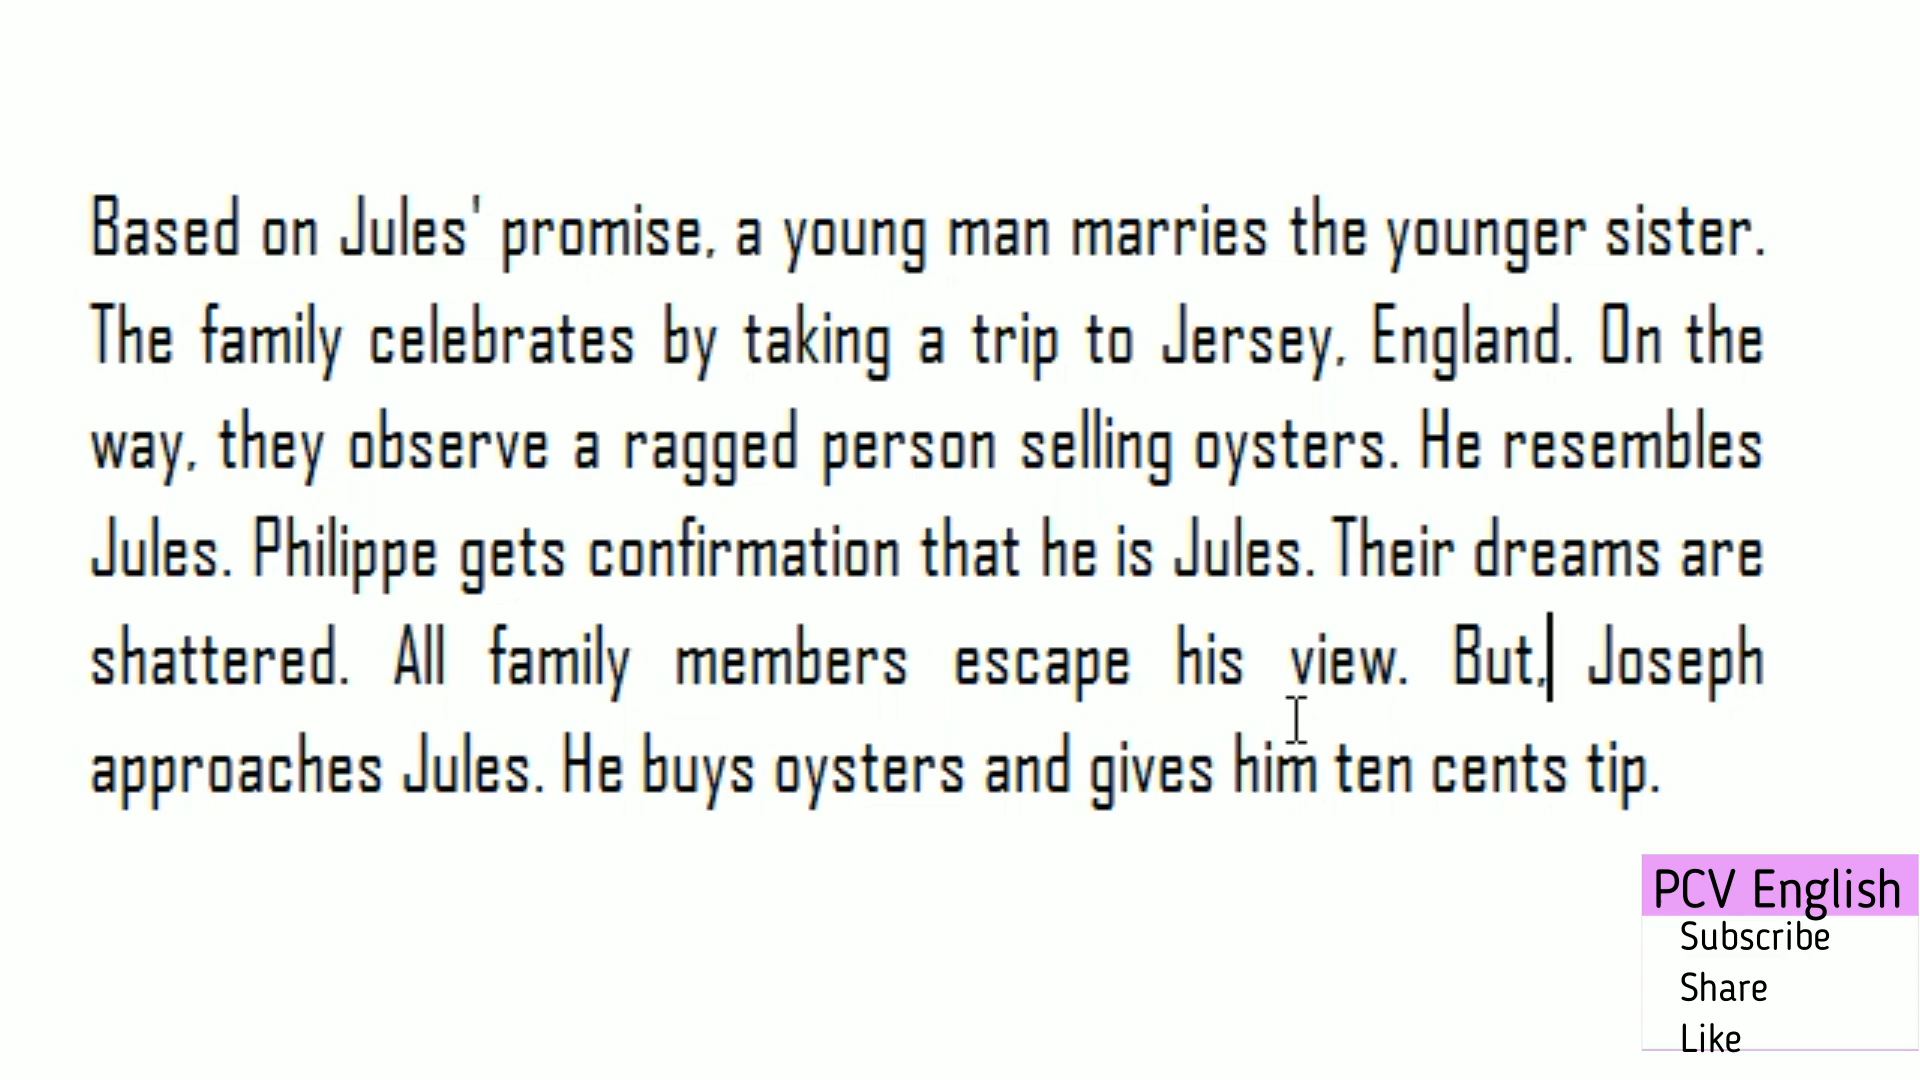 Based on Jules' promise, a young man marries the younger sister.
The family celebrates by taking a trip to Jersey, England. On the
way, they observe a ragged person selling oysters. He resembles
Jules. Philippe gets confirmation that he is Jules. Their dreams are
shattered. All family members escape his view. But, Joseph
approaches Jules. He buys oysters and gives him ten cents tip.
PCV English
Subscribe
Share
Like